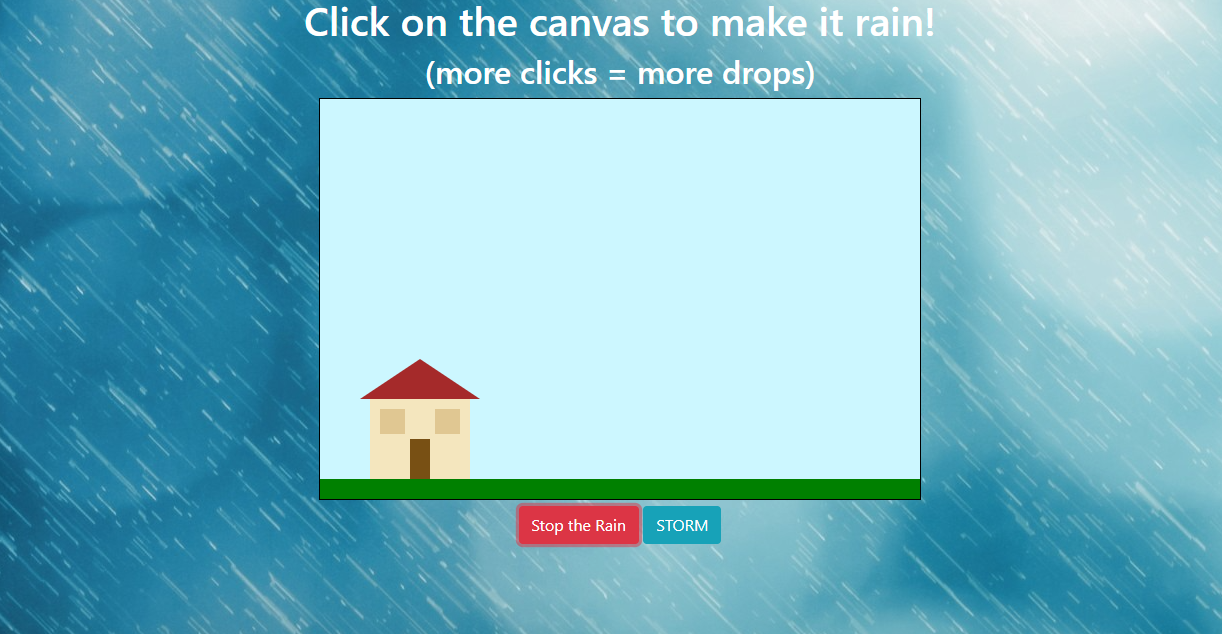 Click on the canvas to make it rain!
(more clicks = more drops)
Stop the Rain STORM